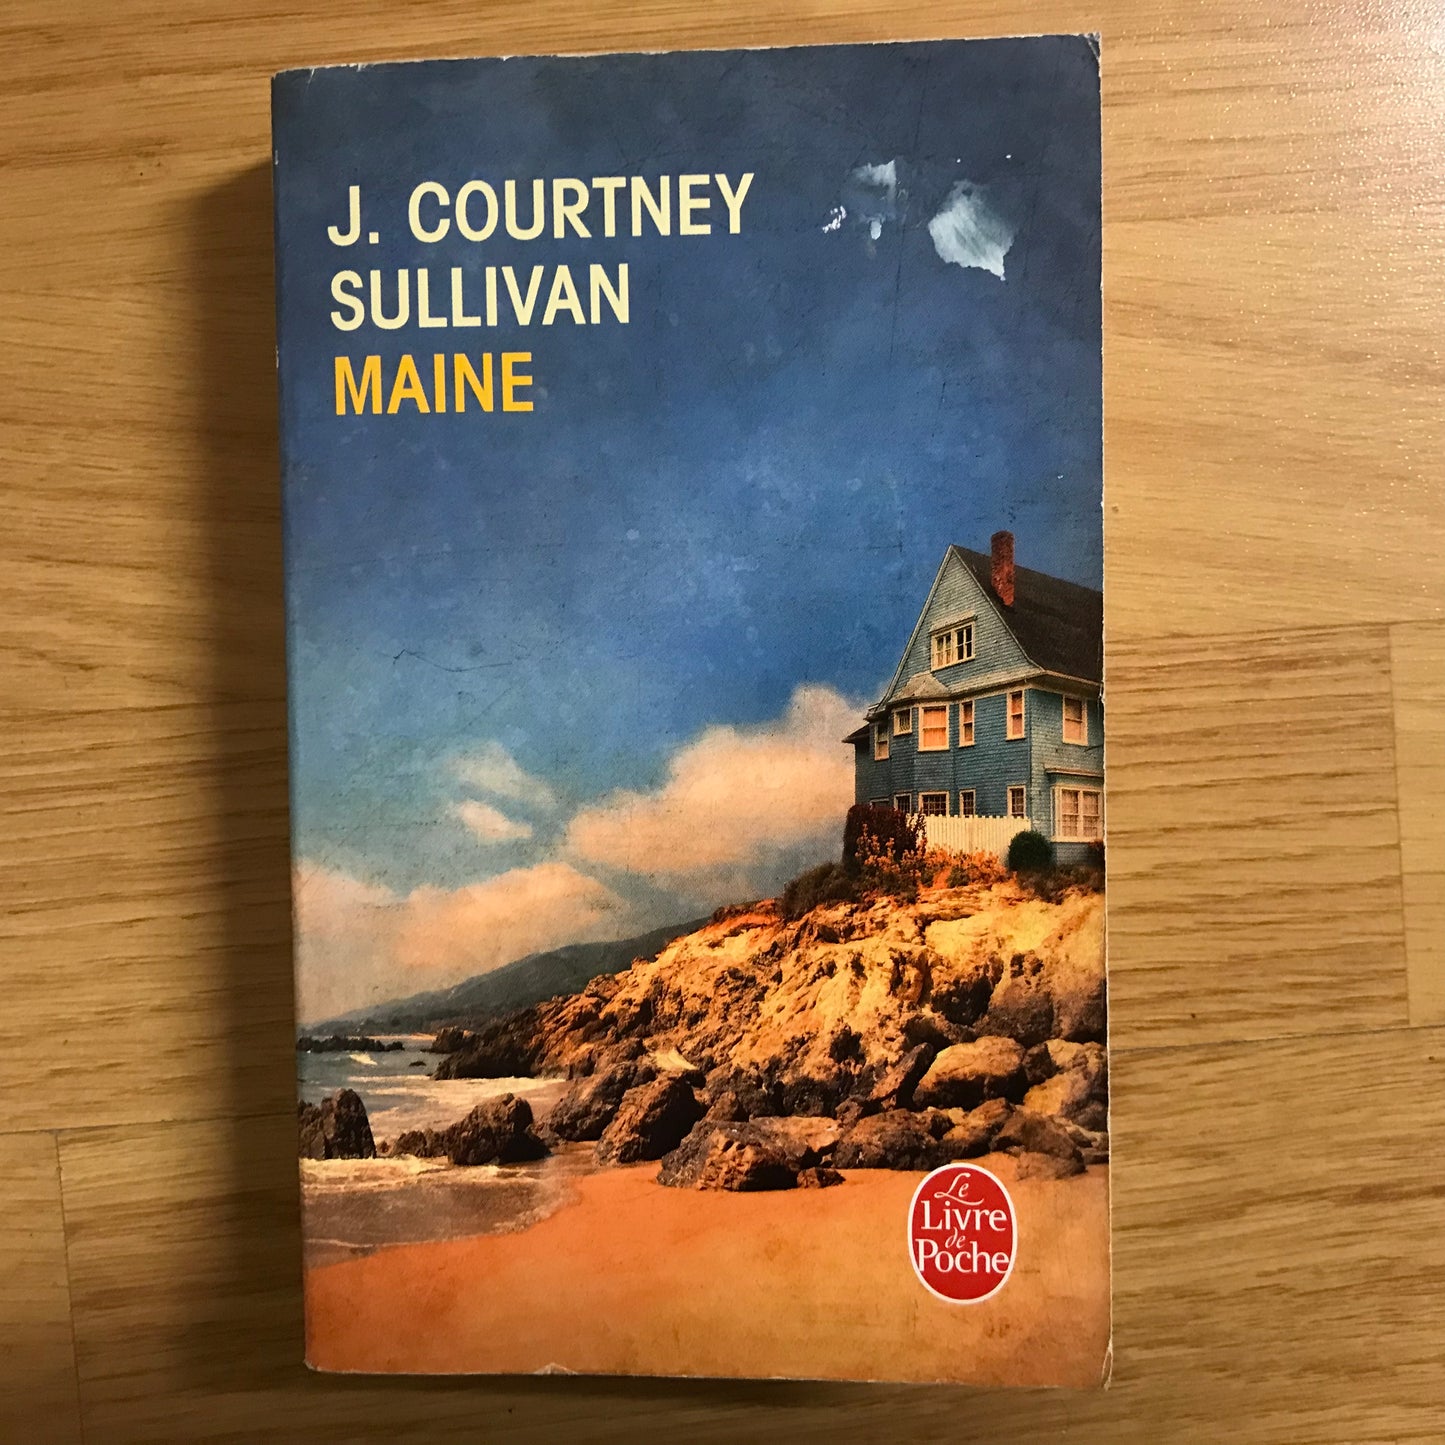 J. COURTNEY
SULLIVAN
MAINE
Le
Livre
de
Poche